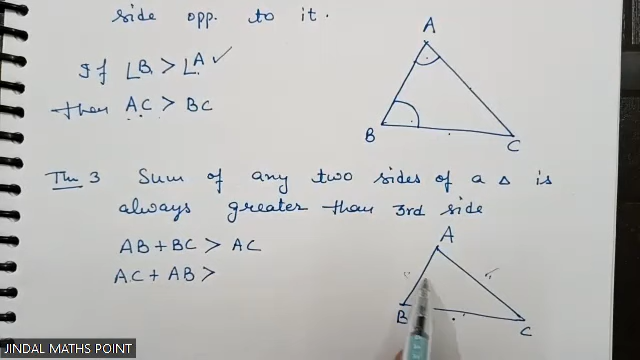 side opp. to it.
A
If ∠B > ∠A ✓
then AC > BC
B
C
Thm 3 Sum of any two sides of a Δ is
always greater than 3rd side
A
AB + BC > AC
AC + AB >
B
C
JINDAL MATHS POINT